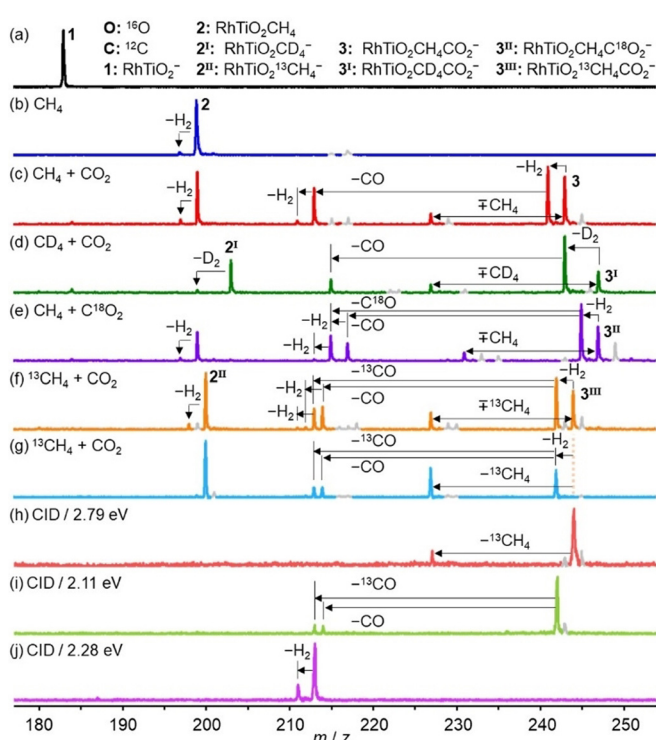 (a) 1 O: ¹⁶O 2: RhTiO₂CH₄
C: ¹²C 2ᴵ: RhTiO₂CD₄⁻ 3: RhTiO₂CH₄CO₂⁻ 3ᴵᴵ: RhTiO₂CH₄C¹⁸O₂⁻
1: RhTiO₂⁻ 2ᴵᴵ: RhTiO₂¹³CH₄⁻ 3ᴵ: RhTiO₂CD₄CO₂⁻ 3ᴵᴵᴵ: RhTiO₂¹³CH₄CO₂⁻
(b) CH₄ −H₂ 2
(c) CH₄ + CO₂ −H₂ −H₂ −CO ∓CH₄ −H₂ 3
(d) CD₄ + CO₂ −D₂ 2ᴵ −CO ∓CD₄ −D₂ 3ᴵ
(e) CH₄ + C¹⁸O₂ −H₂ −H₂ −H₂ −C¹⁸O −CO ∓CH₄ −H₂ 3ᴵᴵ
(f) ¹³CH₄ + CO₂ −H₂ 2ᴵᴵ −H₂ −H₂ −¹³CO −CO ∓¹³CH₄ −H₂ 3ᴵᴵᴵ
(g) ¹³CH₄ + CO₂ −¹³CO −CO −¹³CH₄ −H₂
(h) CID / 2.79 eV −¹³CH₄
(i) CID / 2.11 eV −¹³CO −CO
(j) CID / 2.28 eV −H₂
180 190 200 210 220 230 240 250
m / z